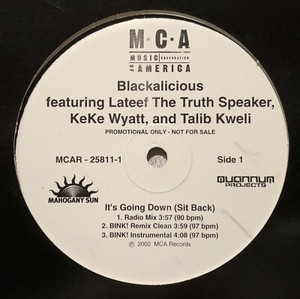 M·C·A
MUSIC CORPORATION
OF AMERICA
Blackalicious
featuring Lateef The Truth Speaker,
KeKe Wyatt, and Talib Kweli
PROMOTIONAL ONLY - NOT FOR SALE
MCAR - 25811-1
Side 1
MAHOGANY SUN
QUANNUM
PROJECTS
It's Going Down (Sit Back)
1. Radio Mix 3:57 (90 bpm)
2. BINK! Remix Clean 3:59 (97 bpm)
3. BINK! Instrumental 4:08 (97 bpm)
℗ 2002 MCA Records